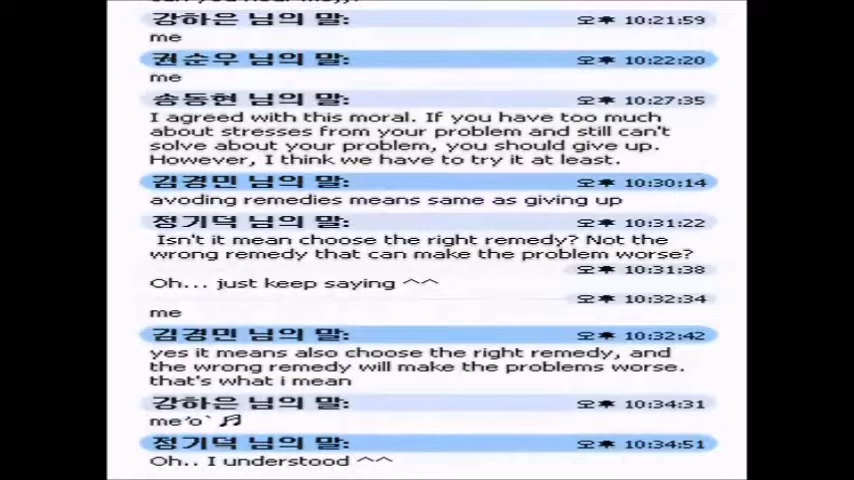 강하은 님의 말: 오후 10:21:59
me
권순우 님의 말: 오후 10:22:20
me
송동현 님의 말: 오후 10:27:35
I agreed with this moral. If you have too much
about stresses from your problem and still can't
solve about your problem, you should give up.
However, I think we have to try it at least.
김경민 님의 말: 오후 10:30:14
avoding remedies means same as giving up
정기덕 님의 말: 오후 10:31:22
Isn't it mean choose the right remedy? Not the
wrong remedy that can make the problem worse?
오후 10:31:38
Oh... just keep saying ^^
오후 10:32:34
me
김경민 님의 말: 오후 10:32:42
yes it means also choose the right remedy, and
the wrong remedy will make the problems worse.
that's what i mean
강하은 님의 말: 오후 10:34:31
me'o` ♬
정기덕 님의 말: 오후 10:34:51
Oh.. I understood ^^